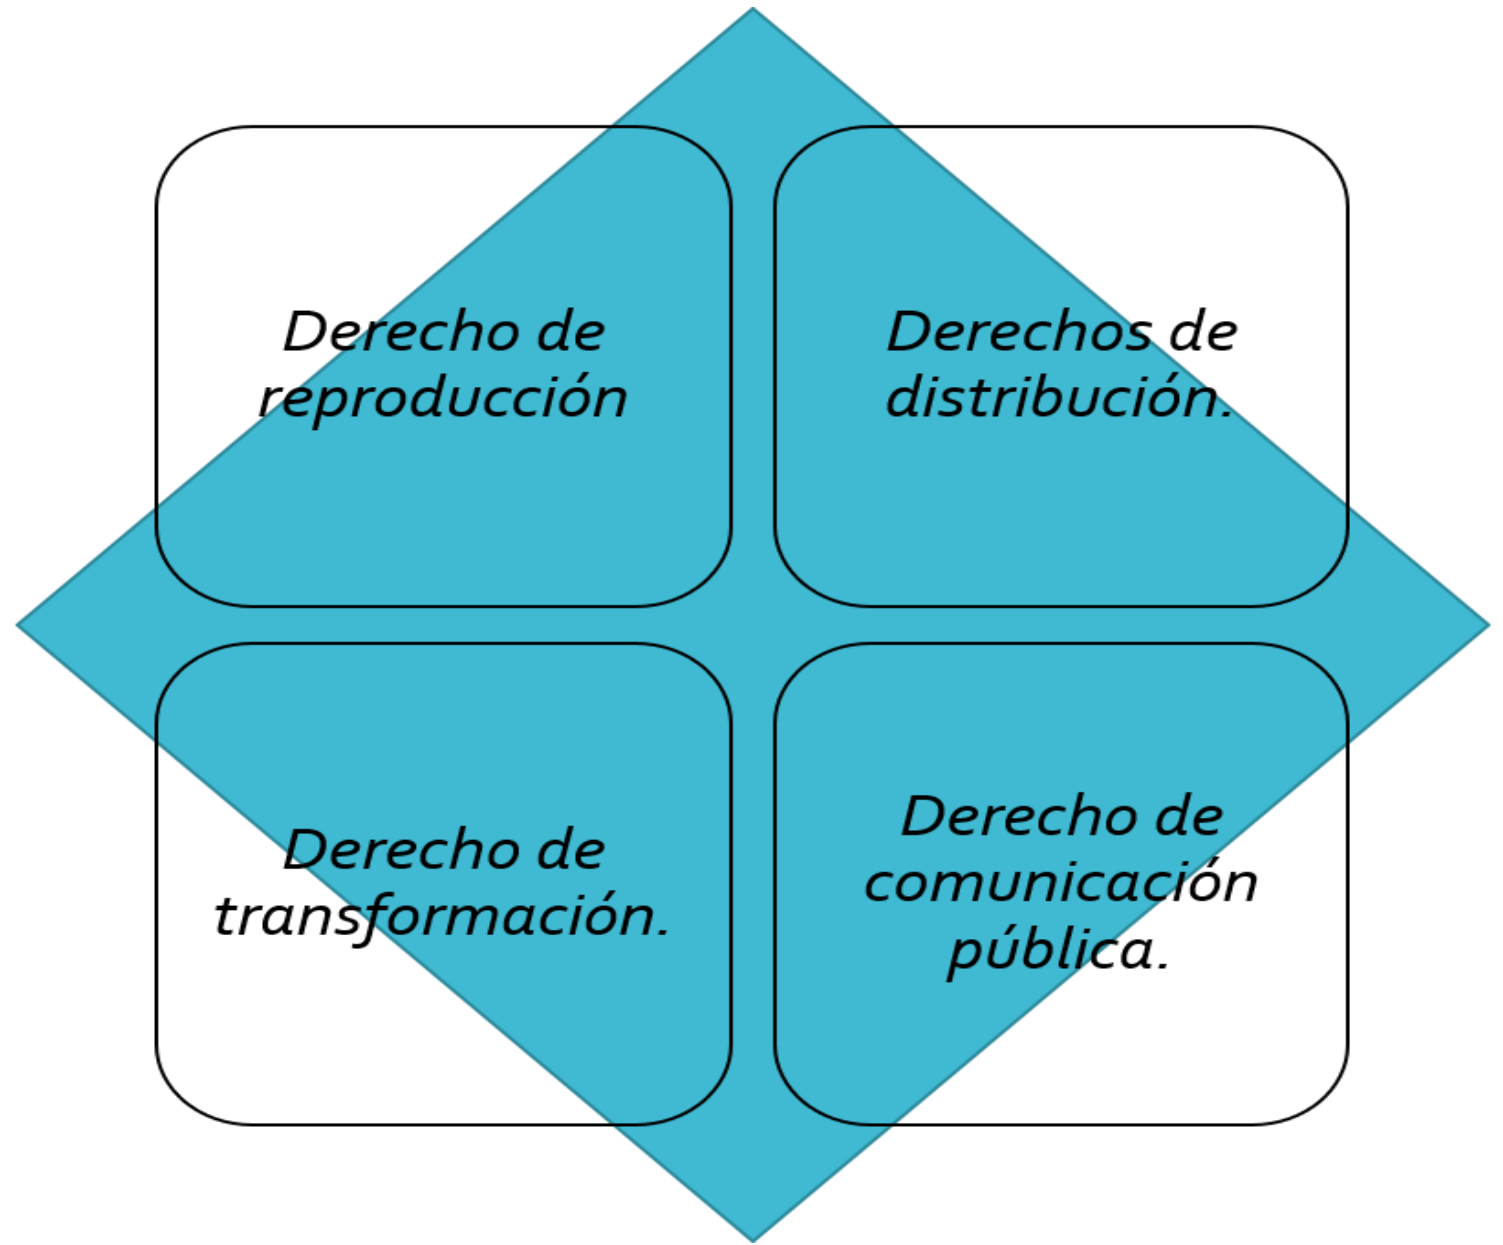 Derecho de
reproducción
Derechos de
distribución.
Derecho de
transformación.
Derecho de
comunicación
pública.